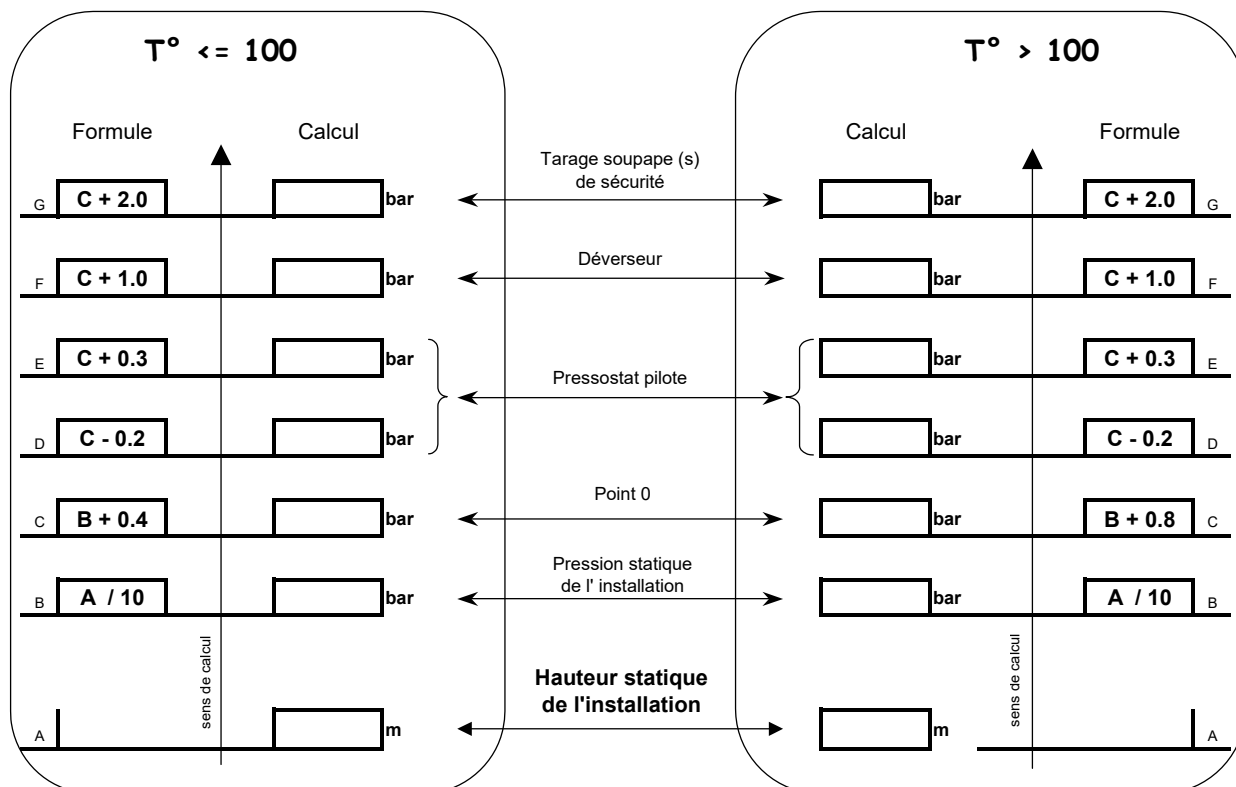 T° <= 100
T° > 100
Formule
Calcul
Calcul
Formule
Tarage soupape (s)
de sécurité
G
C + 2.0
bar
bar
C + 2.0
G
Déverseur
F
C + 1.0
bar
bar
C + 1.0
F
E
C + 0.3
bar
bar
C + 0.3
E
Pressostat pilote
D
C - 0.2
bar
bar
C - 0.2
D
Point 0
C
B + 0.4
bar
bar
B + 0.8
C
Pression statique
de l' installation
B
A / 10
bar
bar
A / 10
B
sens de calcul
sens de calcul
Hauteur statique
de l'installation
A
m
m
A